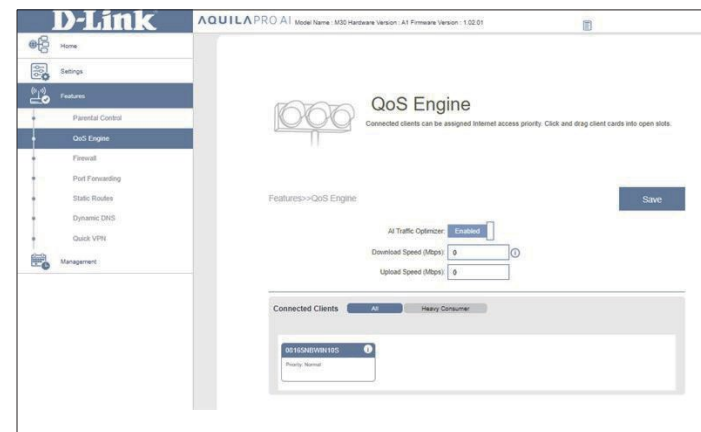 D-Link
AQUILA PRO AI Model Name : M30 Hardware Version : A1 Firmware Version : 1.02.01
Home
Settings
Features
Parental Control
QoS Engine
Firewall
Port Forwarding
Static Routes
Dynamic DNS
Quick VPN
Management
QoS Engine
Connected clients can be assigned Internet access priority. Click and drag client cards into open slots.
Features>>QoS Engine
Save
AI Traffic Optimizer: Enabled
Download Speed (Mbps): 0
Upload Speed (Mbps): 0
Connected Clients All Heavy Consumer
08165NBWIN10S
Priority: Normal